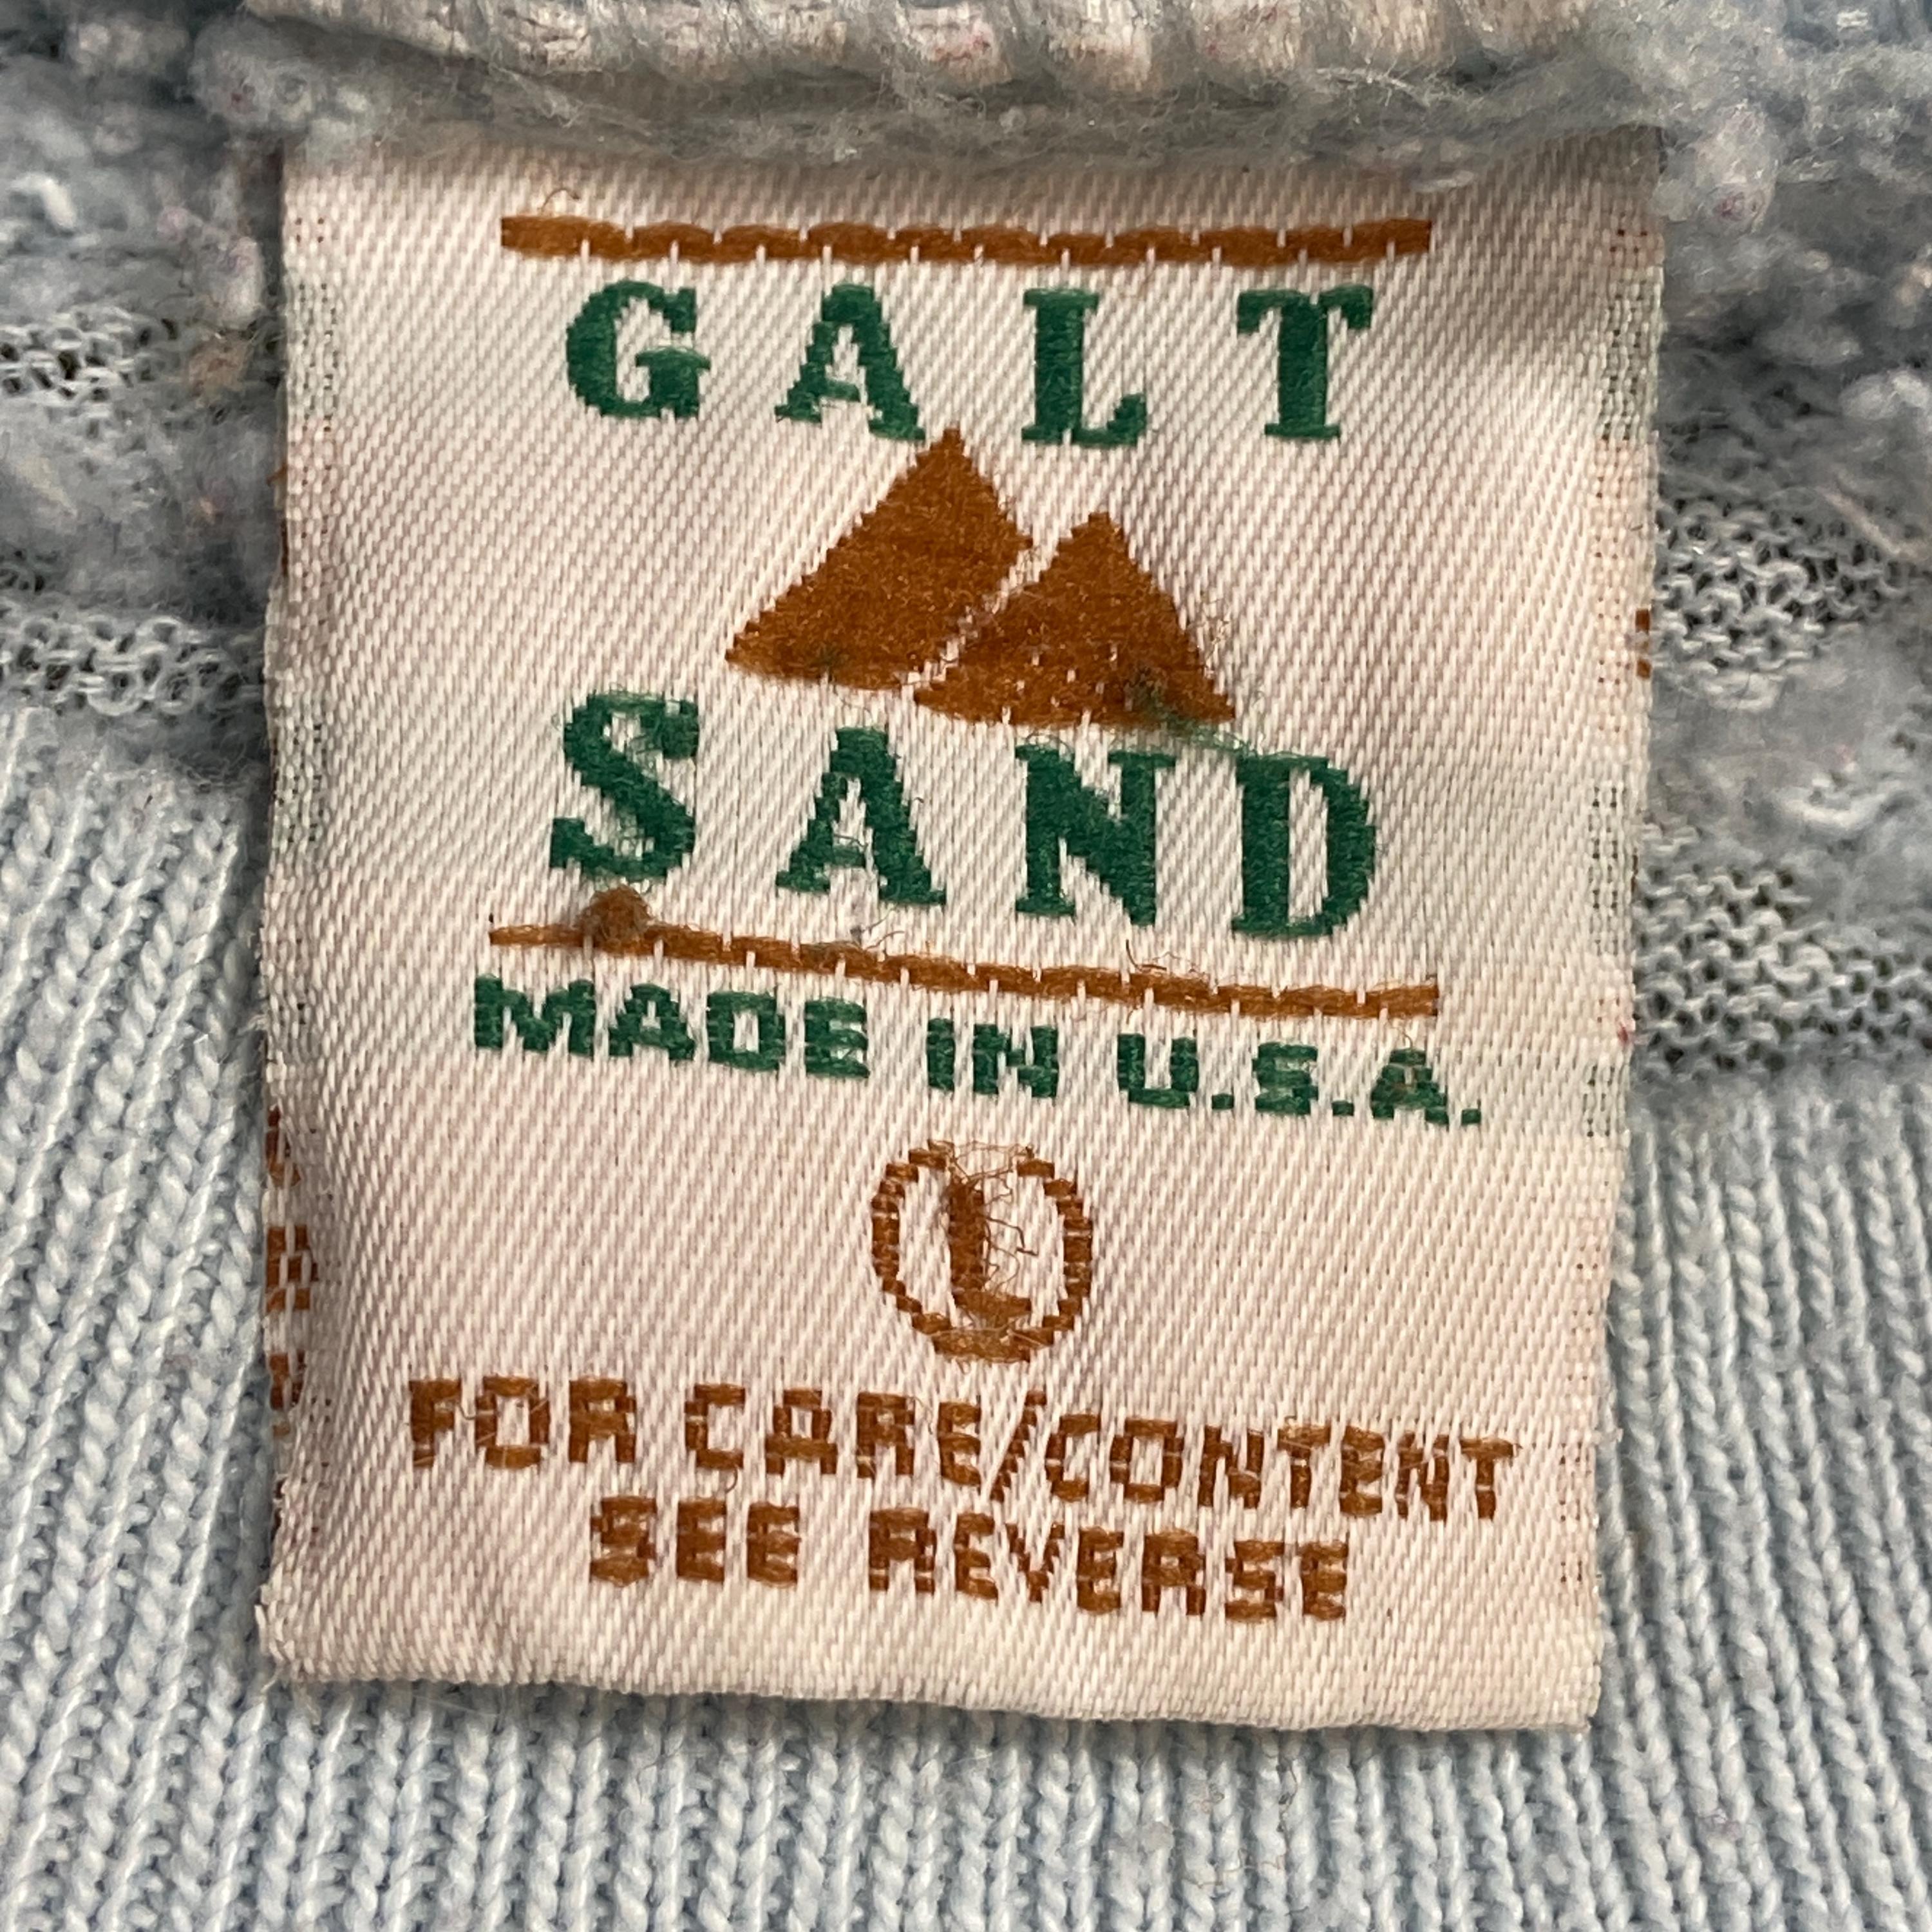 GALT
SAND
MADE IN U.S.A.
L
FOR CARE/CONTENT
SEE REVERSE